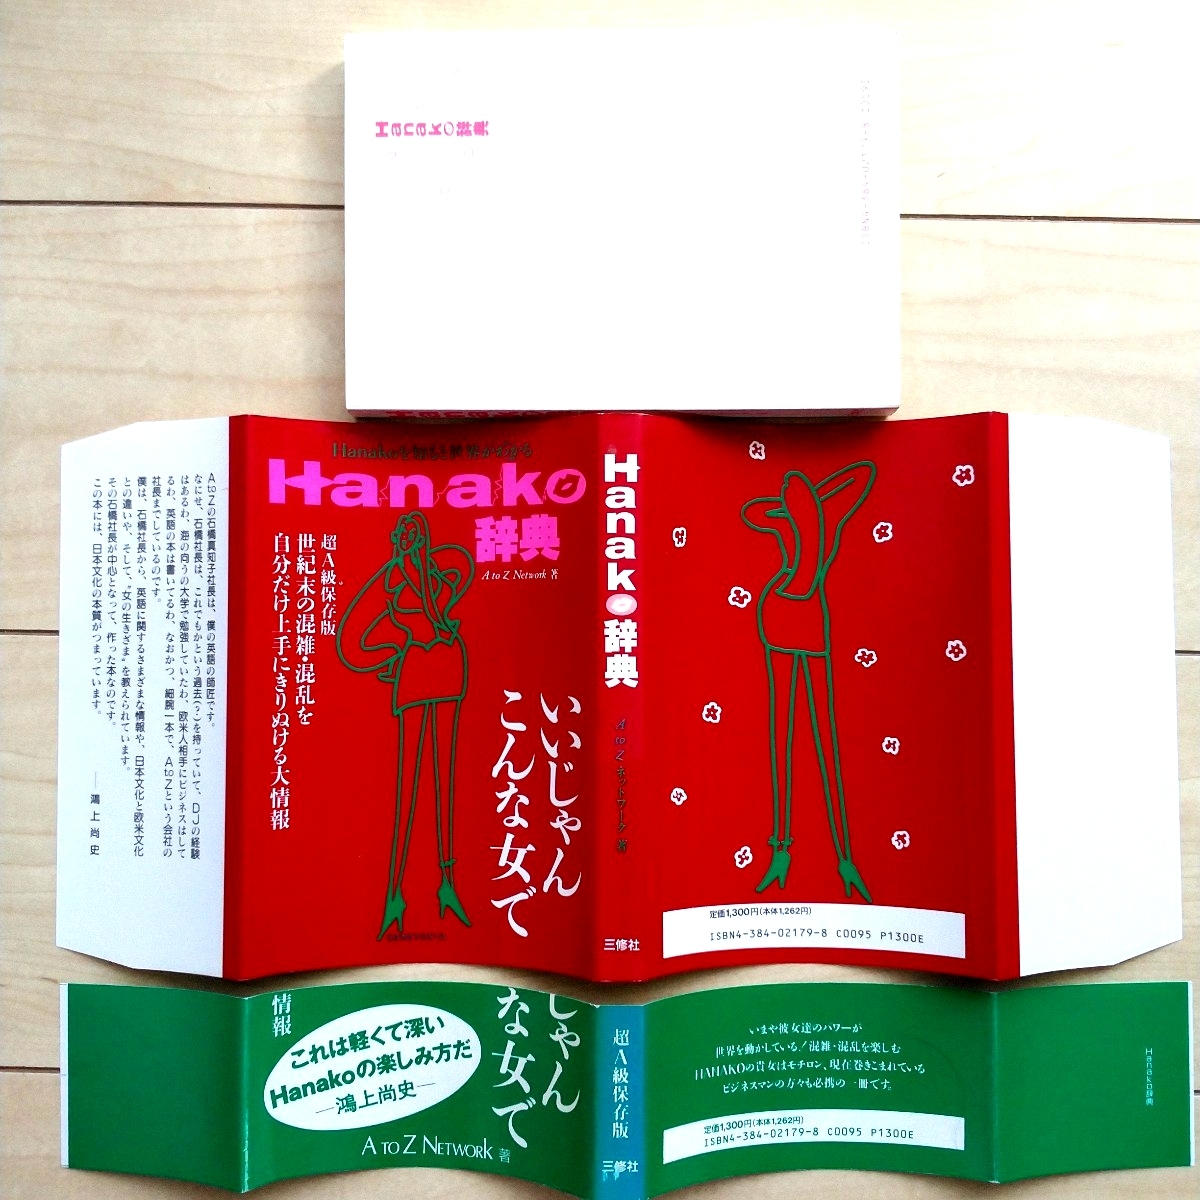 Hanako辞典
Hanakoを知ると世界がわかる
Hanako
辞典
A to Z Network 著
超A級保存版
世紀末の混雑・混乱を
自分だけ上手にきりぬける大情報
いいじゃん
こんな女で
AtoZの石橋真知子社長は、僕の英語の師匠です。
なにせ、石橋社長は、これでもかという過去(?)を持っていて、DJの経験
はあるわ、海の向うの大学で勉強していたわ、欧米人相手にビジネスはして
るわ、英語の本は書いてるわ、なおかつ、細腕一本で、AtoZという会社の
社長までしているのです。
僕は、石橋社長から、英語に関するさまざまな情報や、日本文化と欧米文化
との違いや、そして、“女の生きざま”を教えられています。
その石橋社長が中心となって、作った本なのです。
この本には、日本文化の本質がつまっています。
——鴻上尚史
Hanako辞典
A to Z ネットワーク 著
三修社
定価1,300円(本体1,262円)
ISBN4-384-02179-8 C0095 P1300E
情報
これは軽くて深い
Hanakoの楽しみ方だ
—鴻上尚史—
じゃん
な女で
A TO Z NETWORK 著
超A級保存版
三修社
いまや彼女達のパワーが
世界を動かしている!混雑・混乱を楽しむ
HANAKOの貴女はモチロン、現在巻きこまれている
ビジネスマンの方々も必携の一冊です。
定価1,300円(本体1,262円)
ISBN4-384-02179-8 C0095 P1300E
Hanako辞典